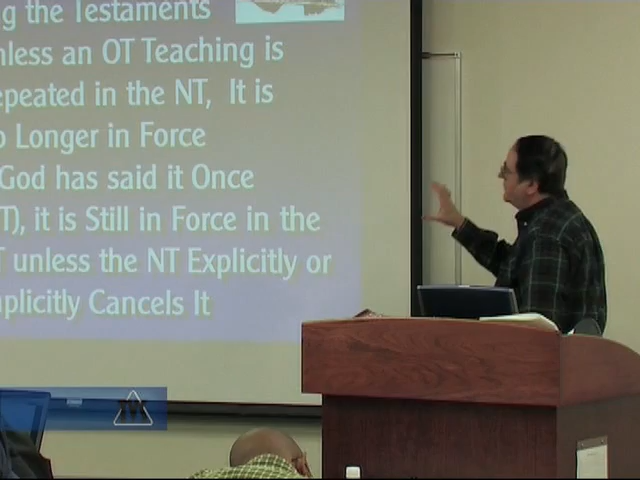 g the Testaments
nless an OT Teaching is
epeated in the NT, It is
o Longer in Force
God has said it Once
T), it is Still in Force in the
T unless the NT Explicitly or
mplicitly Cancels It